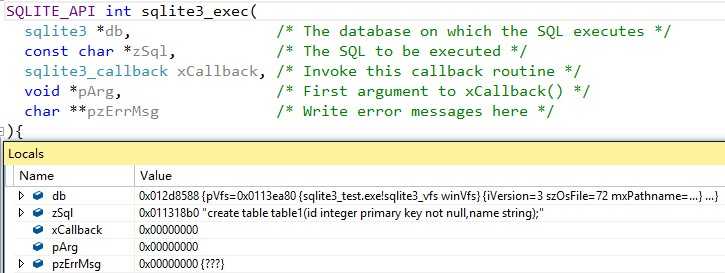 SQLITE_API int sqlite3_exec(
sqlite3 *db, /* The database on which the SQL executes */
const char *zSql, /* The SQL to be executed */
sqlite3_callback xCallback, /* Invoke this callback routine */
void *pArg, /* First argument to xCallback() */
char **pzErrMsg /* Write error messages here */
){
Locals
Name Value
db 0x012d8588 {pVfs=0x0113ea80 {sqlite3_test.exe!sqlite3_vfs winVfs} {iVersion=3 szOsFile=72 mxPathname=...} ...}
zSql 0x011318b0 "create table table1(id integer primary key not null,name string);"
xCallback 0x00000000
pArg 0x00000000
pzErrMsg 0x00000000 {???}